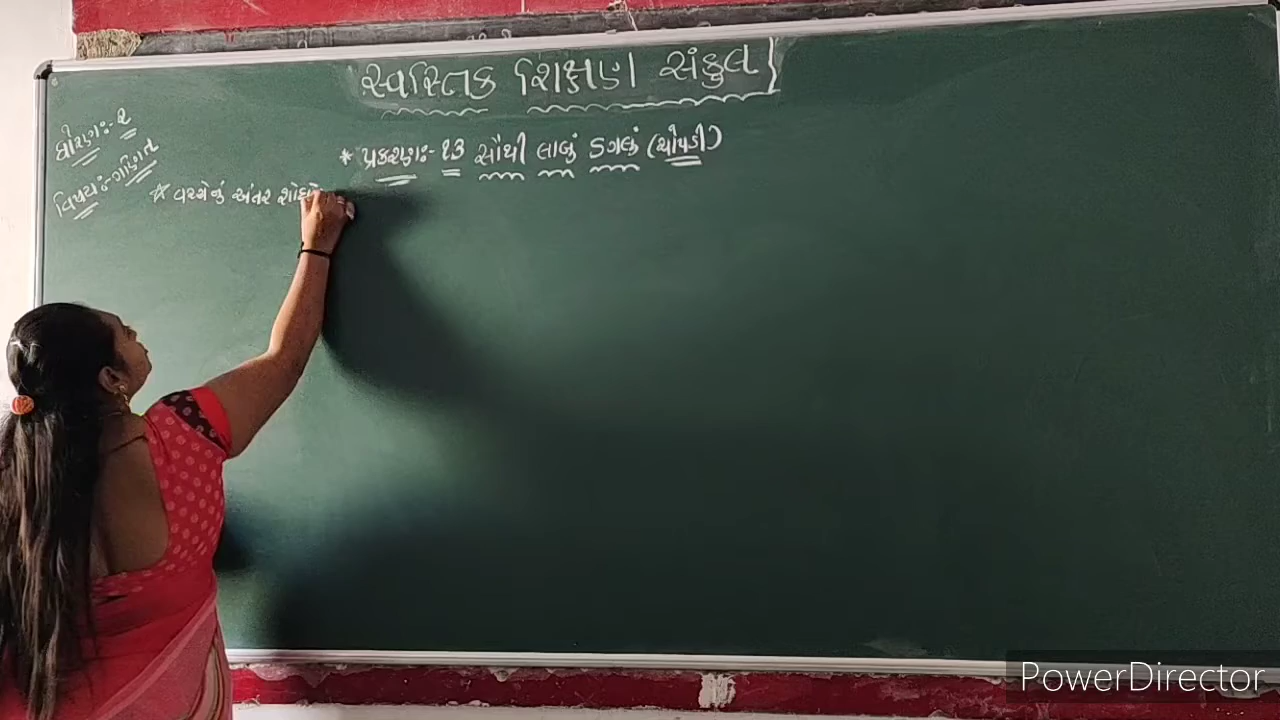 સ્વસ્તિક શિક્ષણ સંકુલ
ધોરણઃ- ૨
વિષયઃ- ગણિત
* પ્રકરણઃ- ૧૩ સૌથી લાબું ડગલું (ચોપડી)
☆ વચ્ચેનું અંતર શોધો
PowerDirector